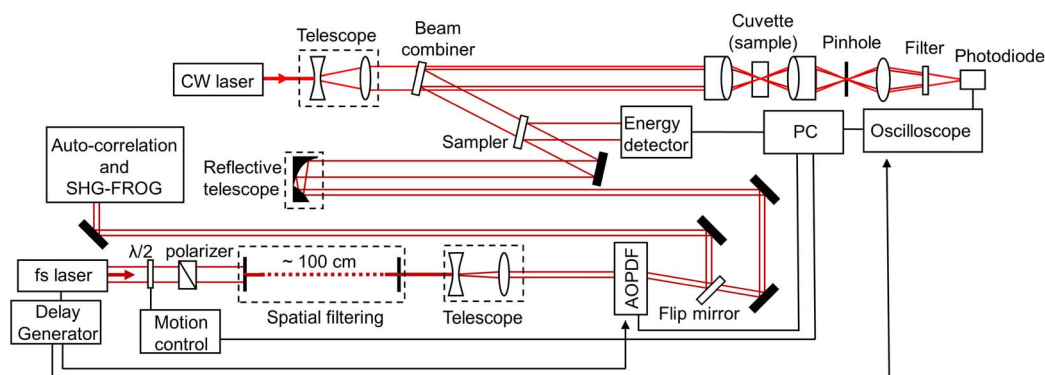 Telescope
Beam
combiner
Cuvette
(sample)
Pinhole
Filter
Photodiode
CW laser
Sampler
Energy
detector
PC
Oscilloscope
Auto-correlation
and
SHG-FROG
Reflective
telescope
λ/2
polarizer
~ 100 cm
fs laser
AOPDF
Flip mirror
Spatial filtering
Telescope
Delay
Generator
Motion
control